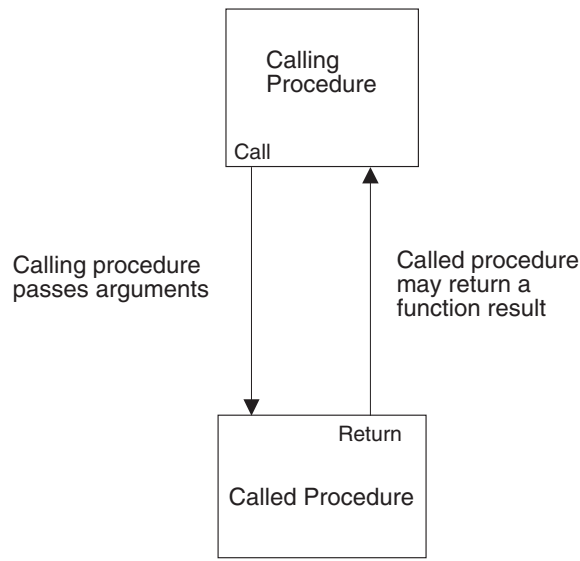 Calling
Procedure
Call
Calling procedure
passes arguments
Called procedure
may return a
function result
Return
Called Procedure